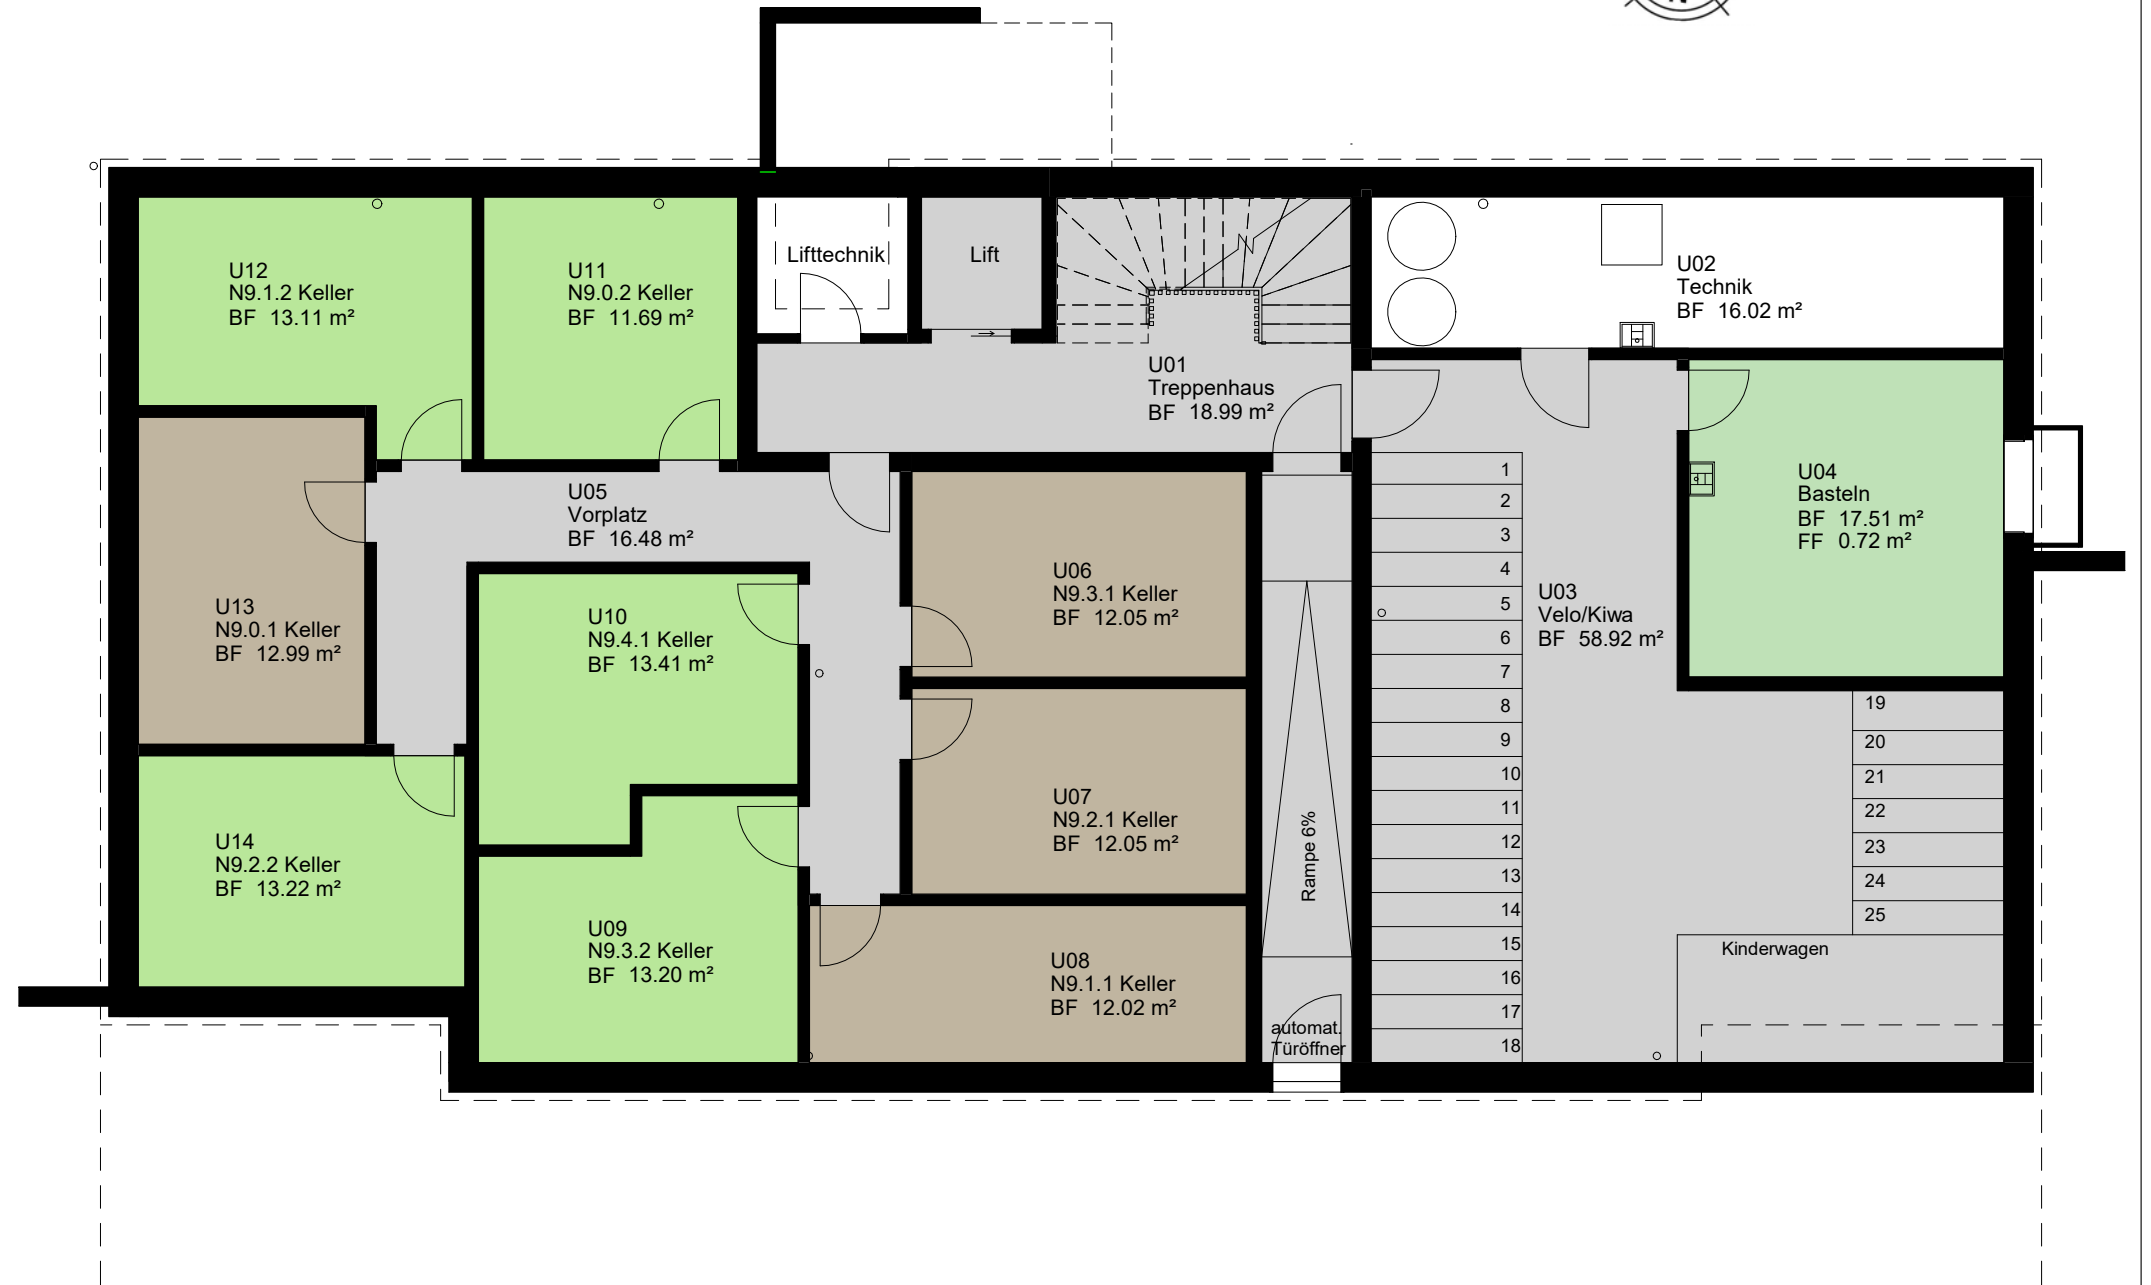 N
U12
N9.1.2 Keller
BF 13.11 m²
U11
N9.0.2 Keller
BF 11.69 m²
Lifttechnik
Lift
U01
Treppenhaus
BF 18.99 m²
U02
Technik
BF 16.02 m²
U04
Basteln
BF 17.51 m²
FF 0.72 m²
U05
Vorplatz
BF 16.48 m²
U13
N9.0.1 Keller
BF 12.99 m²
U10
N9.4.1 Keller
BF 13.41 m²
U06
N9.3.1 Keller
BF 12.05 m²
U07
N9.2.1 Keller
BF 12.05 m²
U14
N9.2.2 Keller
BF 13.22 m²
U09
N9.3.2 Keller
BF 13.20 m²
U08
N9.1.1 Keller
BF 12.02 m²
Rampe 6%
automat.
Türöffner
U03
Velo/Kiwa
BF 58.92 m²
1
2
3
4
5
6
7
8
9
10
11
12
13
14
15
16
17
18
19
20
21
22
23
24
25
Kinderwagen